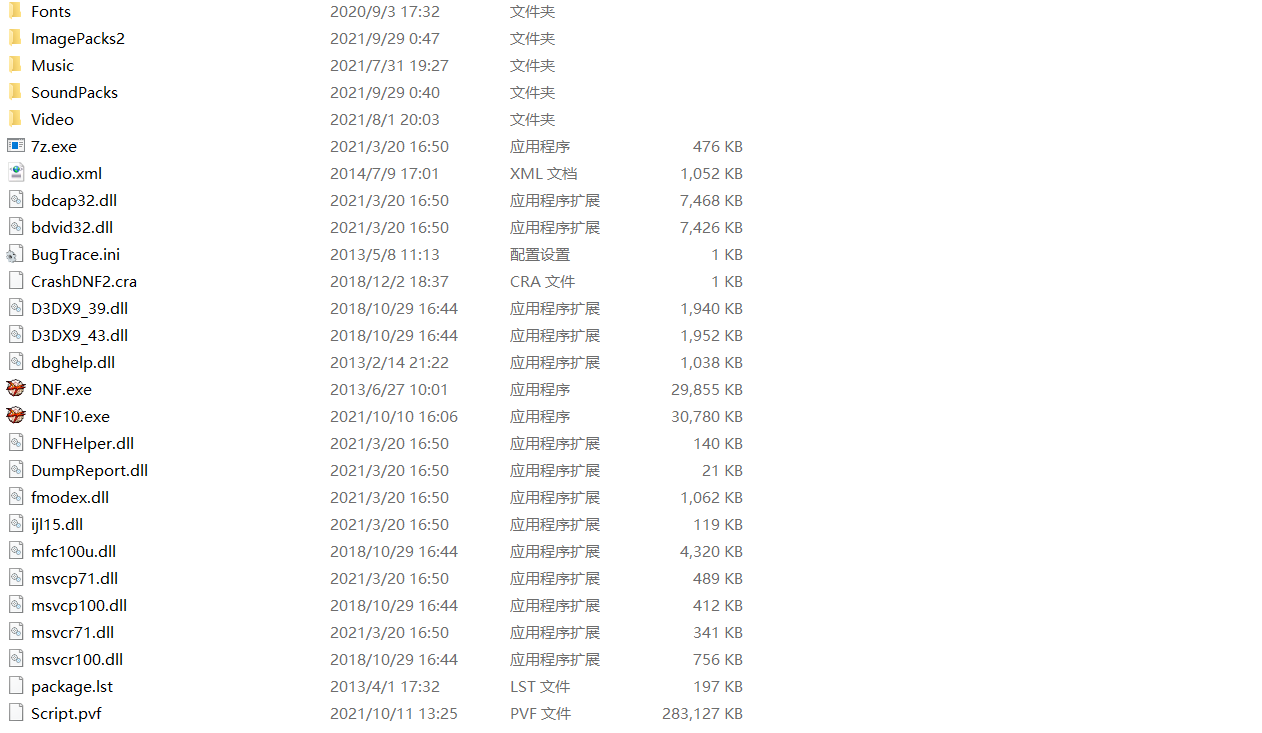 Fonts 2020/9/3 17:32 文件夹
ImagePacks2 2021/9/29 0:47 文件夹
Music 2021/7/31 19:27 文件夹
SoundPacks 2021/9/29 0:40 文件夹
Video 2021/8/1 20:03 文件夹
7z.exe 2021/3/20 16:50 应用程序 476 KB
audio.xml 2014/7/9 17:01 XML 文档 1,052 KB
bdcap32.dll 2021/3/20 16:50 应用程序扩展 7,468 KB
bdvid32.dll 2021/3/20 16:50 应用程序扩展 7,426 KB
BugTrace.ini 2013/5/8 11:13 配置设置 1 KB
CrashDNF2.cra 2018/12/2 18:37 CRA 文件 1 KB
D3DX9_39.dll 2018/10/29 16:44 应用程序扩展 1,940 KB
D3DX9_43.dll 2018/10/29 16:44 应用程序扩展 1,952 KB
dbghelp.dll 2013/2/14 21:22 应用程序扩展 1,038 KB
DNF.exe 2013/6/27 10:01 应用程序 29,855 KB
DNF10.exe 2021/10/10 16:06 应用程序 30,780 KB
DNFHelper.dll 2021/3/20 16:50 应用程序扩展 140 KB
DumpReport.dll 2021/3/20 16:50 应用程序扩展 21 KB
fmodex.dll 2021/3/20 16:50 应用程序扩展 1,062 KB
ijl15.dll 2021/3/20 16:50 应用程序扩展 119 KB
mfc100u.dll 2018/10/29 16:44 应用程序扩展 4,320 KB
msvcp71.dll 2021/3/20 16:50 应用程序扩展 489 KB
msvcp100.dll 2018/10/29 16:44 应用程序扩展 412 KB
msvcr71.dll 2021/3/20 16:50 应用程序扩展 341 KB
msvcr100.dll 2018/10/29 16:44 应用程序扩展 756 KB
package.lst 2013/4/1 17:32 LST 文件 197 KB
Script.pvf 2021/10/11 13:25 PVF 文件 283,127 KB